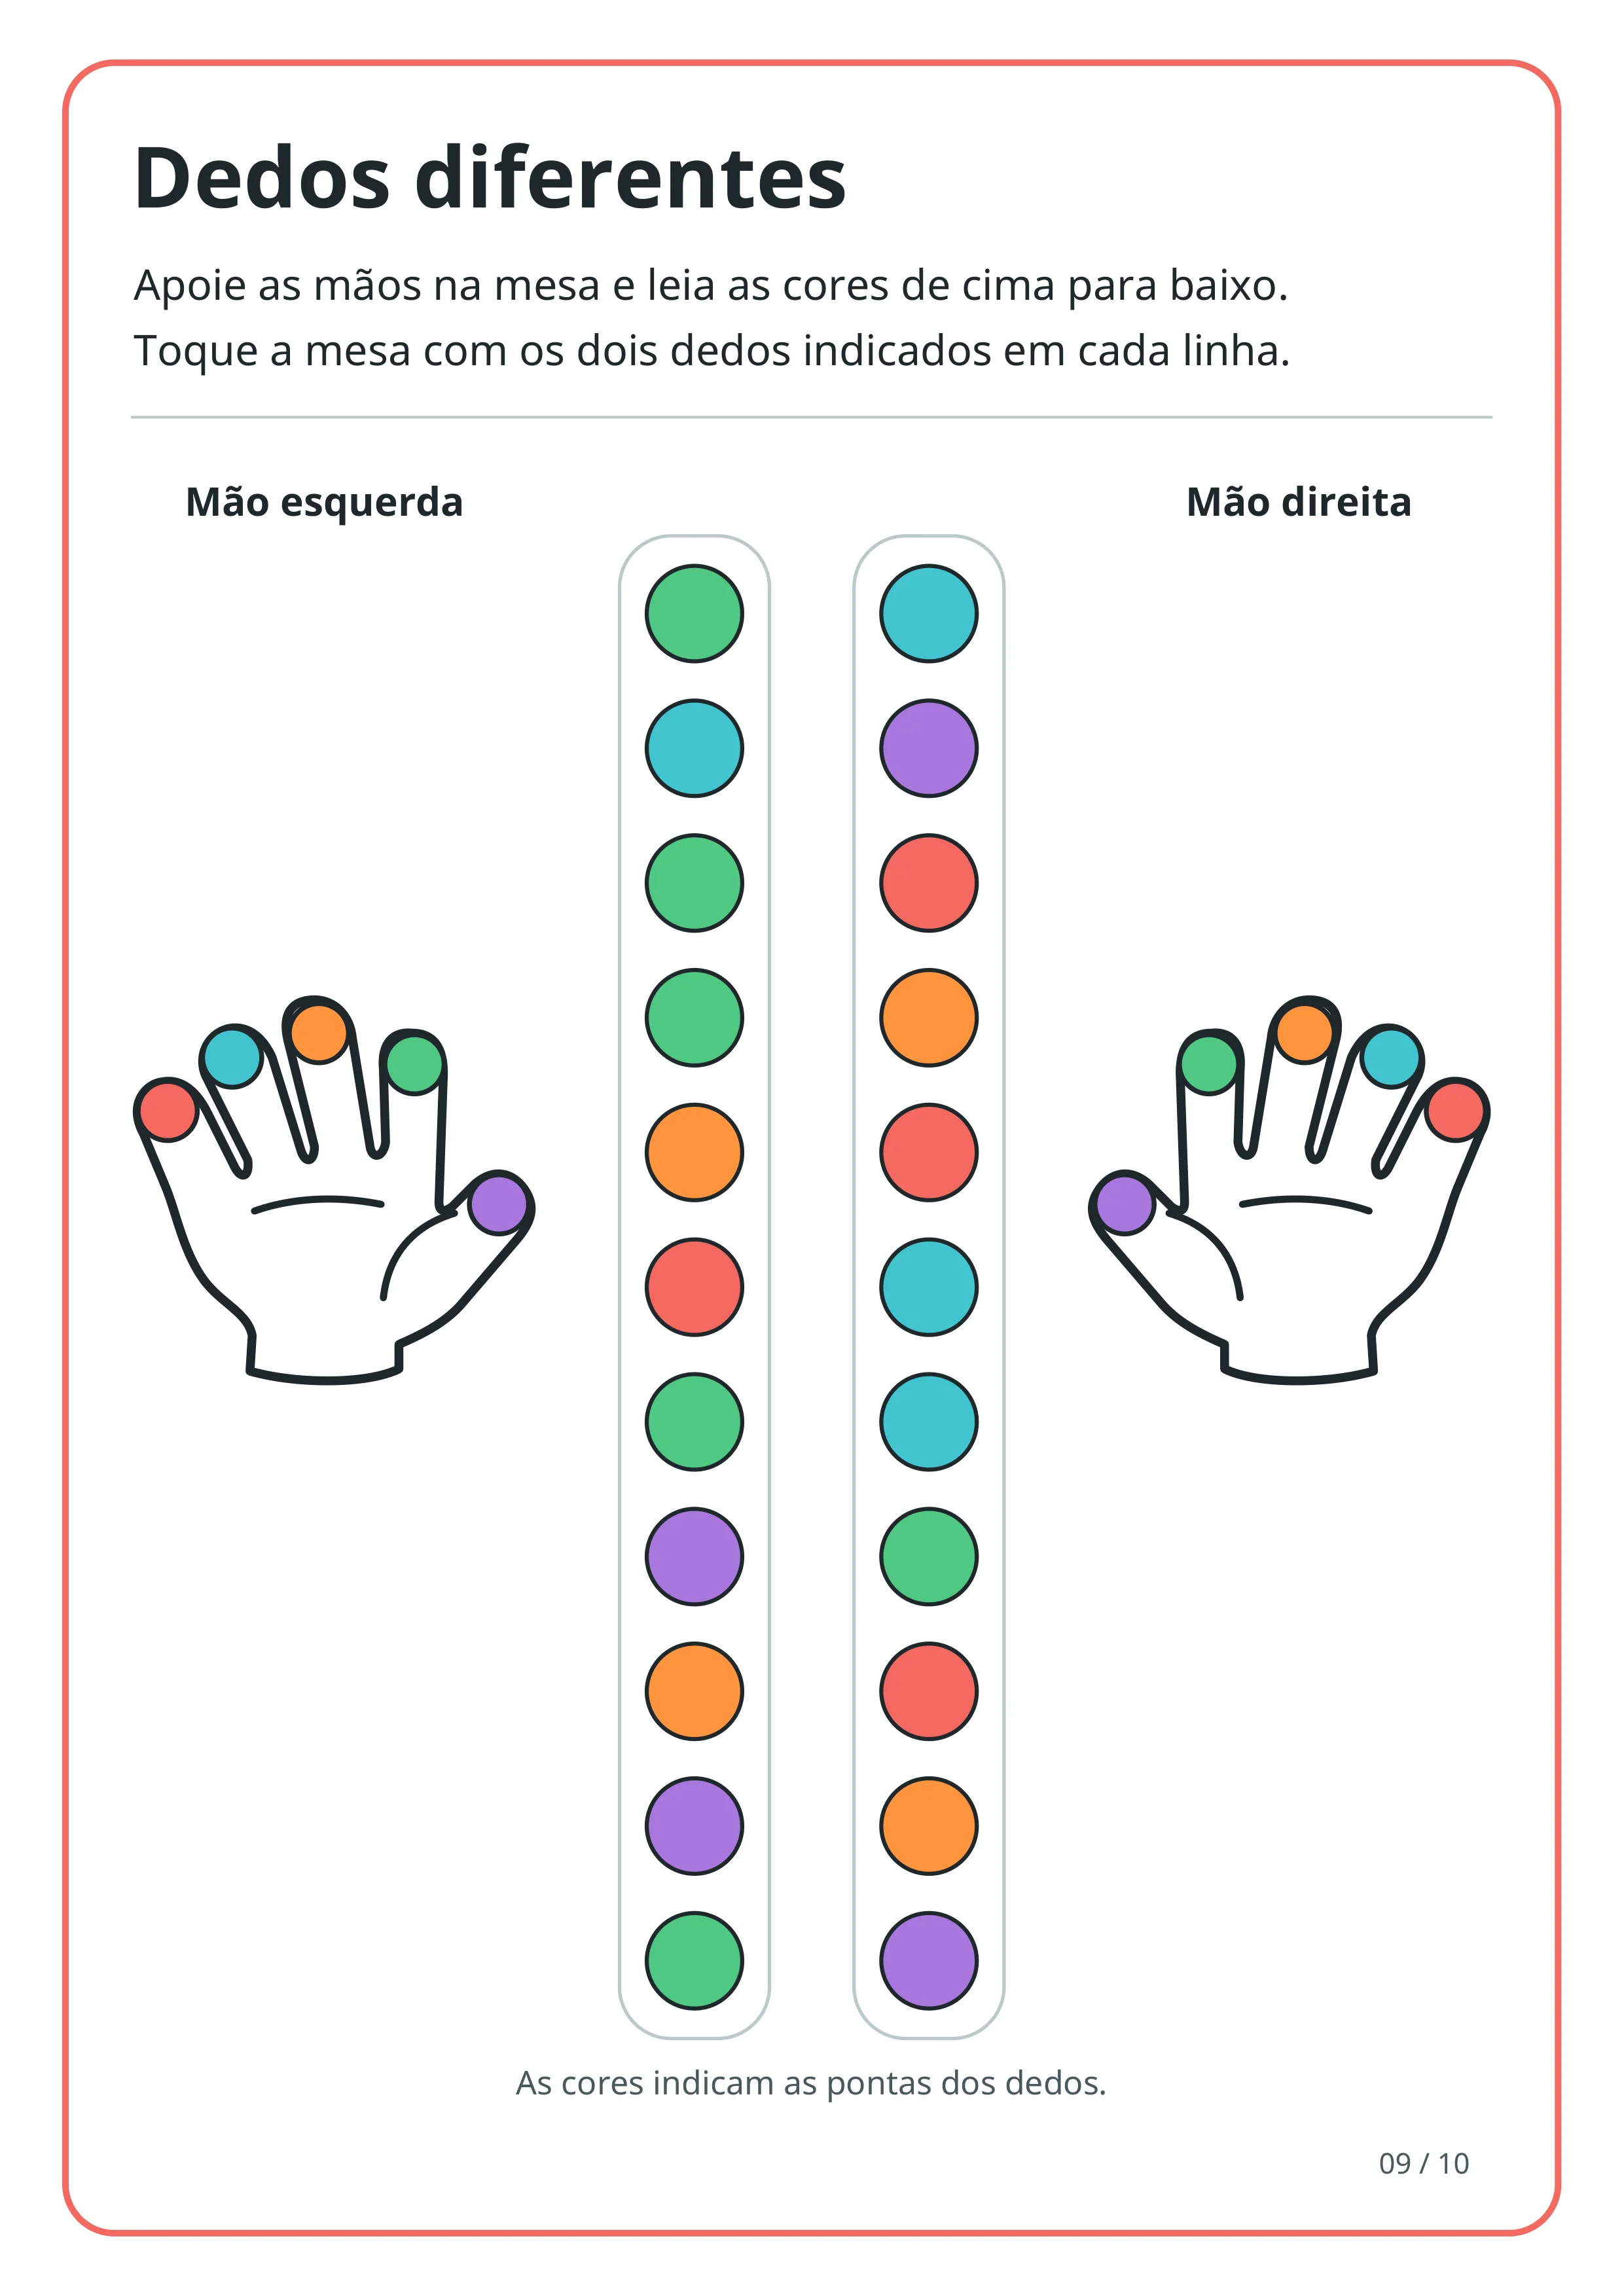 Dedos diferentes
Apoie as mãos na mesa e leia as cores de cima para baixo.
Toque a mesa com os dois dedos indicados em cada linha.
Mão esquerda
Mão direita
As cores indicam as pontas dos dedos.
09 / 10